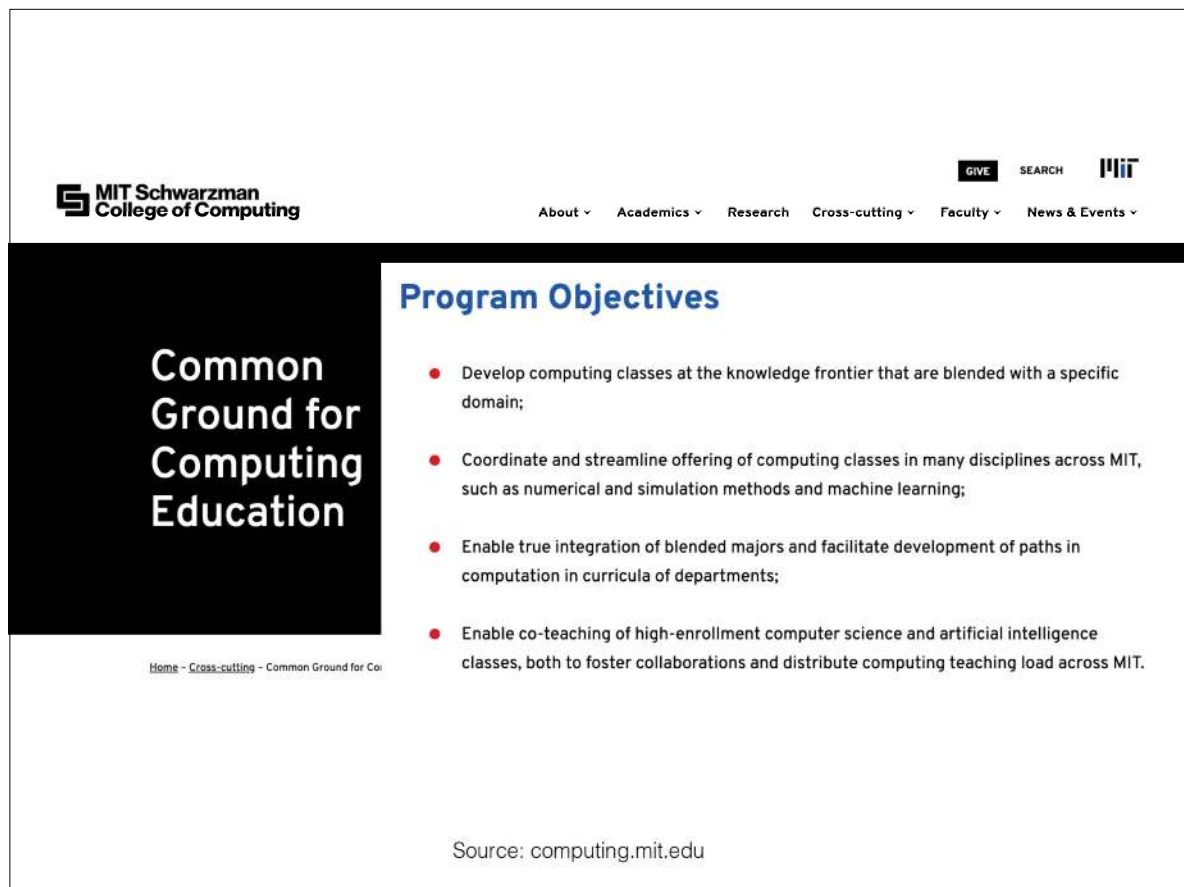 GIVE SEARCH MIT
MIT Schwarzman
College of Computing
About Academics Research Cross-cutting Faculty News & Events
Common
Ground for
Computing
Education
Home - Cross-cutting - Common Ground for Co
Program Objectives
Develop computing classes at the knowledge frontier that are blended with a specific
domain;
Coordinate and streamline offering of computing classes in many disciplines across MIT,
such as numerical and simulation methods and machine learning;
Enable true integration of blended majors and facilitate development of paths in
computation in curricula of departments;
Enable co-teaching of high-enrollment computer science and artificial intelligence
classes, both to foster collaborations and distribute computing teaching load across MIT.
Source: computing.mit.edu